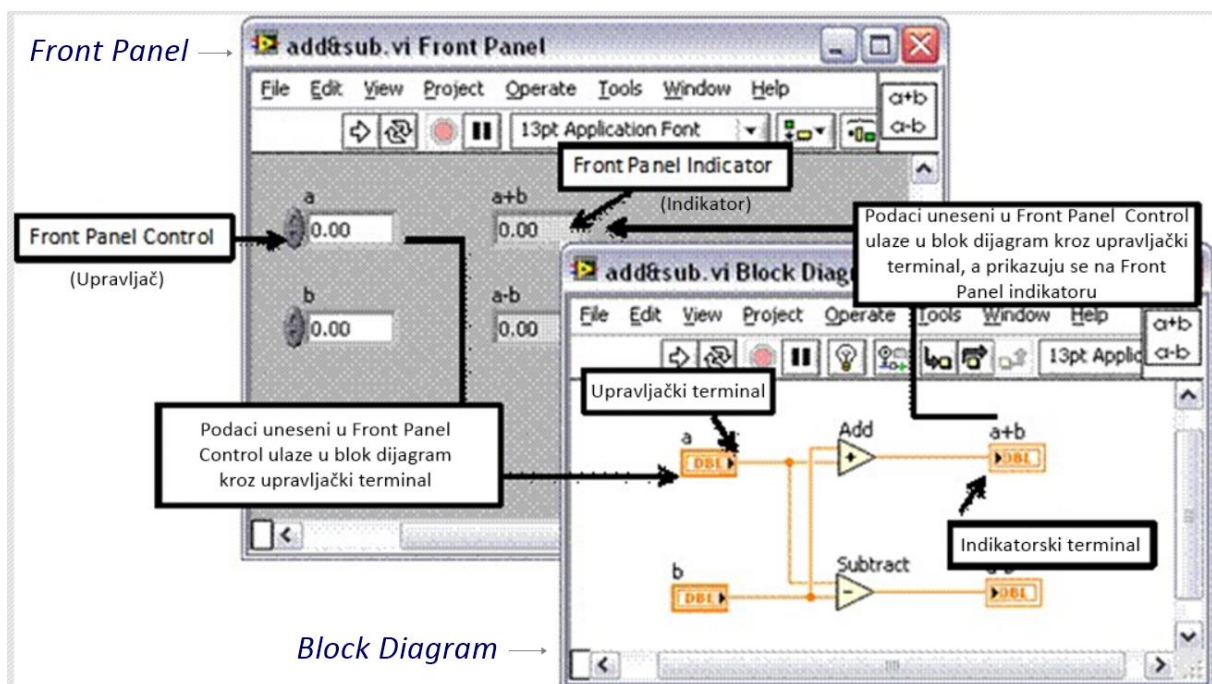 Front Panel
add&sub.vi Front Panel
File Edit View Project Operate Tools Window Help
a+b
a-b
13pt Application Font
Front Panel Indicator
(Indikator)
a
a+b
0.00
0.00
Front Panel Control
(Upravljač)
b
a-b
0.00
0.00
Podaci uneseni u Front Panel Control
ulaze u blok dijagram kroz upravljački
terminal, a prikazuju se na Front
Panel indikatoru
add&sub.vi Block
File Edit View Project Operate Tools Window Help
a+b
a-b
13pt
Upravljački terminal
Podaci uneseni u Front Panel
Control ulaze u blok dijagram
kroz upravljački terminal
a
DBL
Add
a+b
DBL
Indikatorski terminal
b
DBL
Subtract
DBL
Block Diagram